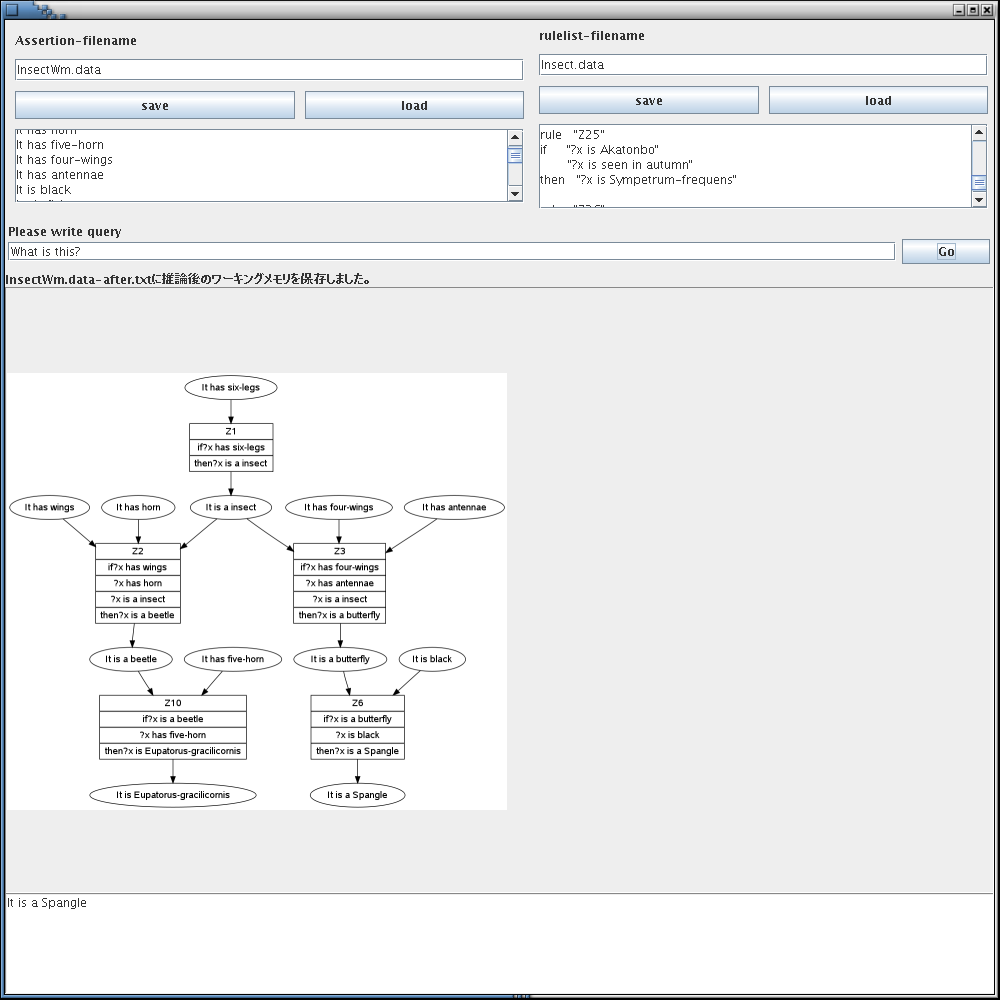 Assertion-filename
InsectWm.data
save
load
It has horn
It has five-horn
It has four-wings
It has antennae
It is black
rulelist-filename
Insect.data
save
load
rule "Z25"
if "?x is Akatonbo"
"?x is seen in autumn"
then "?x is Sympetrum-frequens"
Please write query
What is this?
Go
InsectWm.data-after.txtに推論後のワーキングメモリを保存しました。
It has six-legs
Z1
if?x has six-legs
then?x is a insect
It has wings
It has horn
It is a insect
It has four-wings
It has antennae
Z2
if?x has wings
?x has horn
?x is a insect
then?x is a beetle
Z3
if?x has four-wings
?x has antennae
?x is a insect
then?x is a butterfly
It is a beetle
It has five-horn
It is a butterfly
It is black
Z10
if?x is a beetle
?x has five-horn
then?x is Eupatorus-gracilicornis
Z6
if?x is a butterfly
?x is black
then?x is a Spangle
It is Eupatorus-gracilicornis
It is a Spangle
It is a Spangle